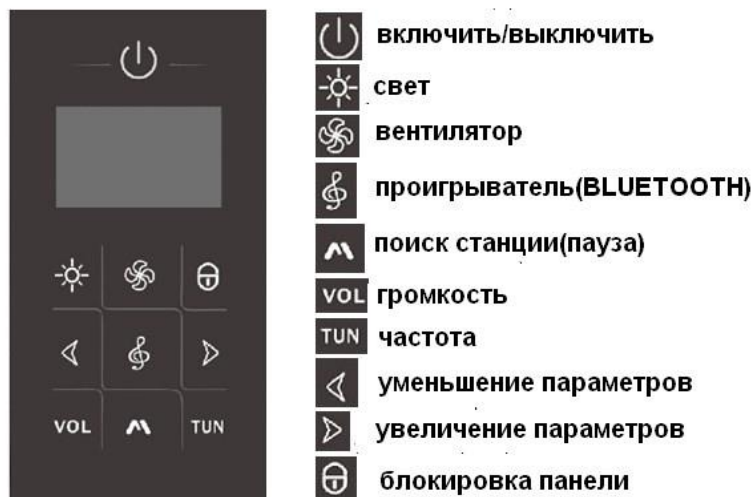 включить/выключить
свет
вентилятор
проигрыватель(BLUETOOTH)
поиск станции(пауза)
VOL громкость
TUN частота
уменьшение параметров
увеличение параметров
блокировка панели
VOL TUN